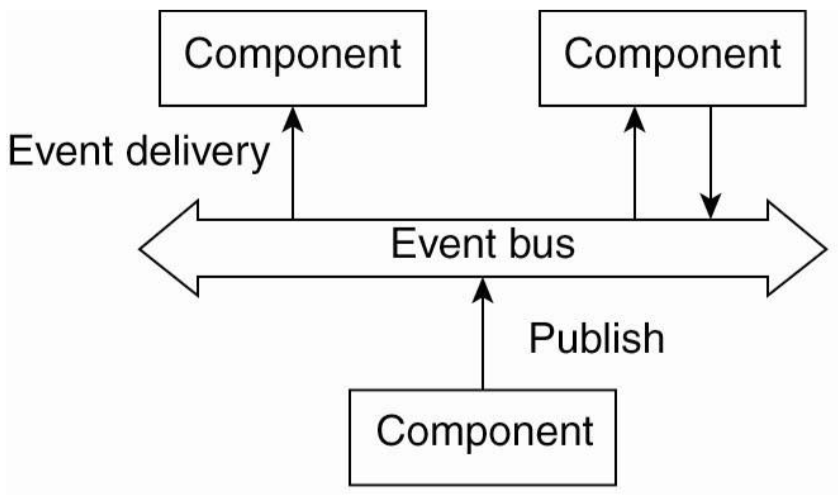 Component
Component
Event delivery
Event bus
Publish
Component